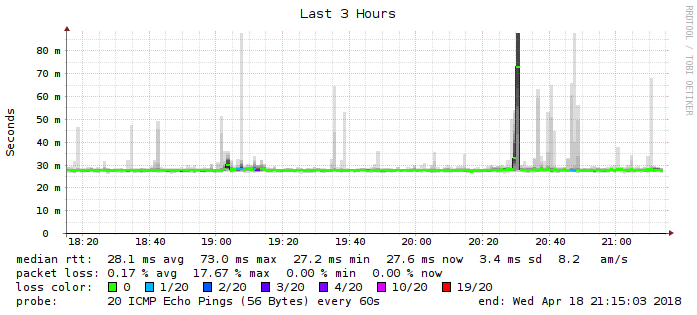 Last 3 Hours
RRDTOOL / TOBI OETIKER
Seconds
80 m
70 m
60 m
50 m
40 m
30 m
20 m
10 m
0
18:20 18:40 19:00 19:20 19:40 20:00 20:20 20:40 21:00
median rtt: 28.1 ms avg 73.0 ms max 27.2 ms min 27.6 ms now 3.4 ms sd 8.2 am/s
packet loss: 0.17 % avg 17.67 % max 0.00 % min 0.00 % now
loss color: 0 1/20 2/20 3/20 4/20 10/20 19/20
probe: 20 ICMP Echo Pings (56 Bytes) every 60s end: Wed Apr 18 21:15:03 2018